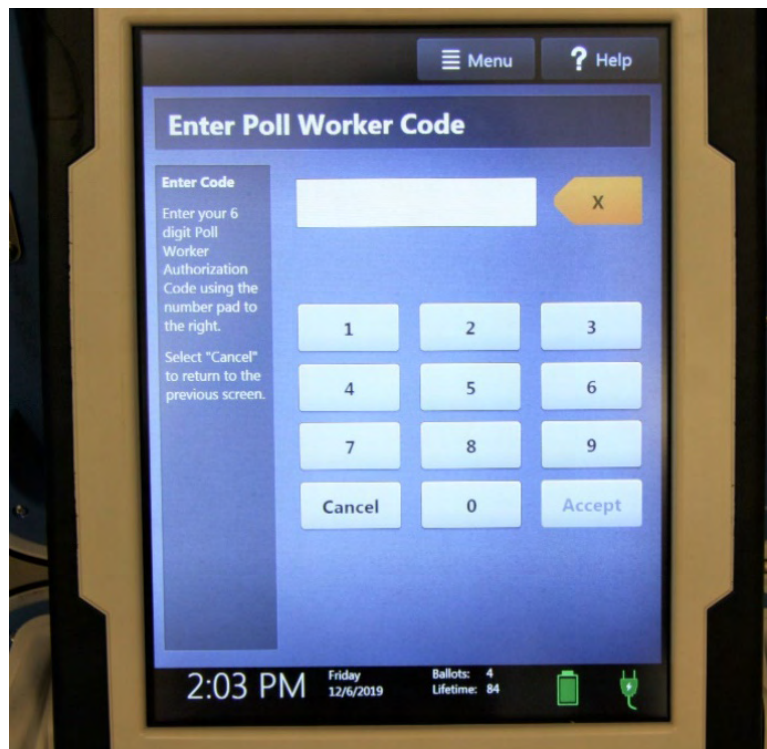 Menu
? Help
Enter Poll Worker Code
Enter Code
Enter your 6
digit Poll
Worker
Authorization
Code using the
number pad to
the right.
Select "Cancel"
to return to the
previous screen.
X
1 2 3
4 5 6
7 8 9
Cancel 0 Accept
2:03 PM
Friday
12/6/2019
Ballots: 4
Lifetime: 84